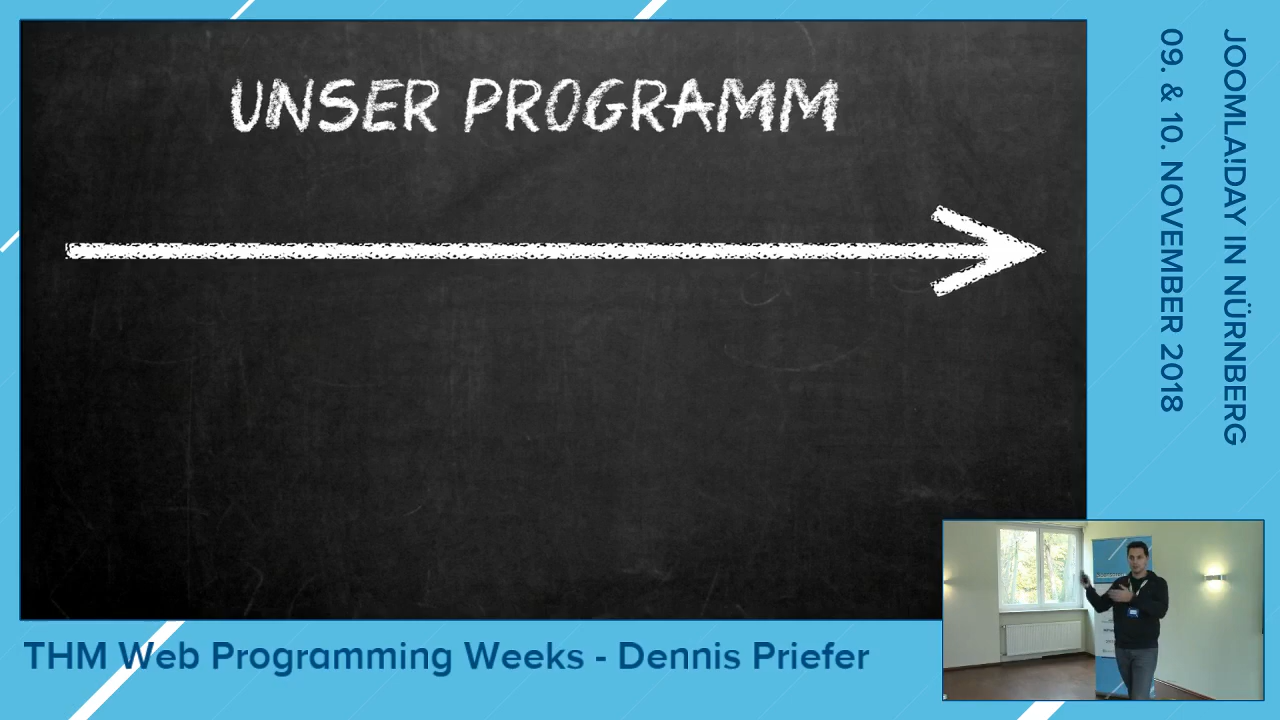 UNSER PROGRAMM
JOOMLA!DAY IN NÜRNBERG
09. & 10. NOVEMBER 2018
THM Web Programming Weeks - Dennis Priefer